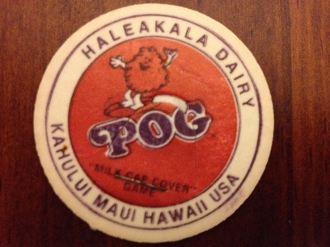 HALEAKALA DAIRY
POG
"MILK CAP COVER"
GAME
KAHULUI MAUI HAWAII USA